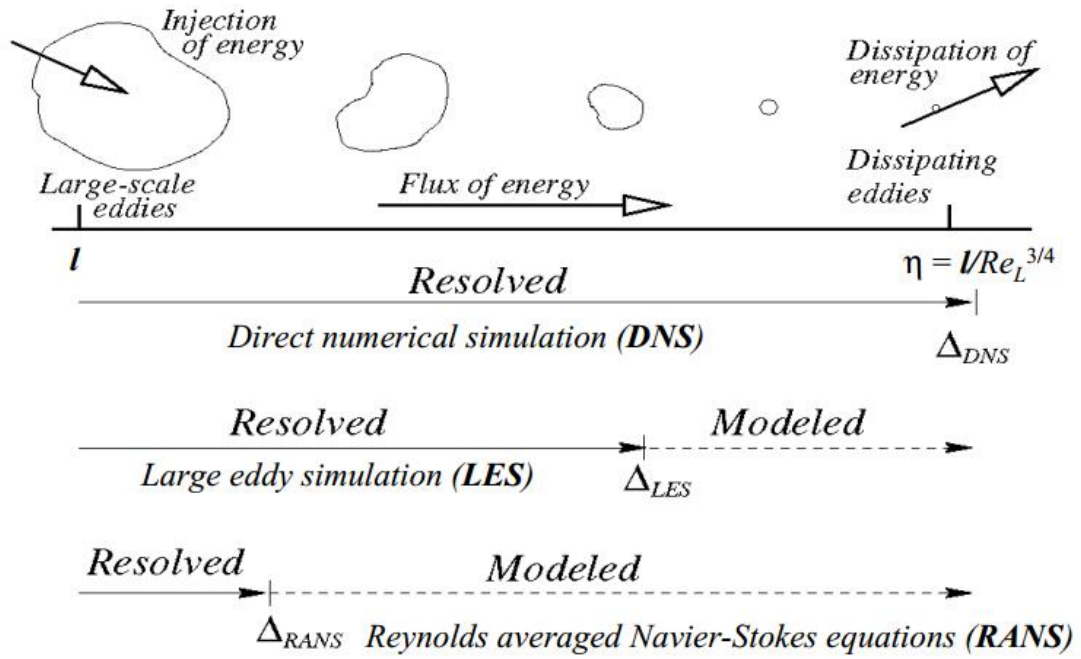 Injection
of energy
Dissipation of
energy
Large-scale
eddies
Flux of energy
Dissipating
eddies
l
η = l/Re_L^3/4
Resolved
Direct numerical simulation (DNS)
Δ_DNS
Resolved
Modeled
Large eddy simulation (LES)
Δ_LES
Resolved
Modeled
Δ_RANS
Reynolds averaged Navier-Stokes equations (RANS)